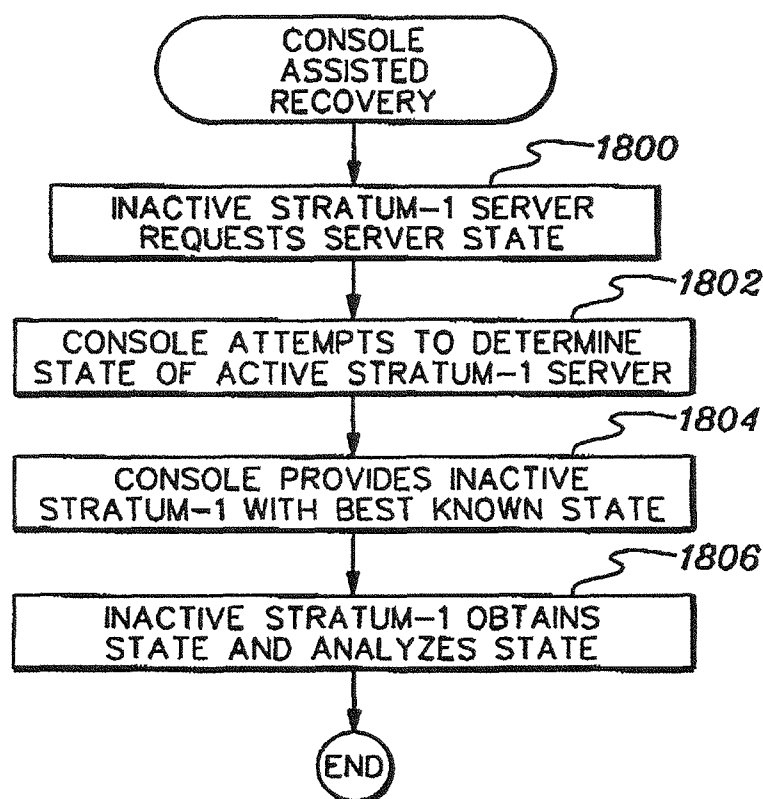 CONSOLE
ASSISTED
RECOVERY
1800
INACTIVE STRATUM-1 SERVER
REQUESTS SERVER STATE
1802
CONSOLE ATTEMPTS TO DETERMINE
STATE OF ACTIVE STRATUM-1 SERVER
1804
CONSOLE PROVIDES INACTIVE
STRATUM-1 WITH BEST KNOWN STATE
1806
INACTIVE STRATUM-1 OBTAINS
STATE AND ANALYZES STATE
END